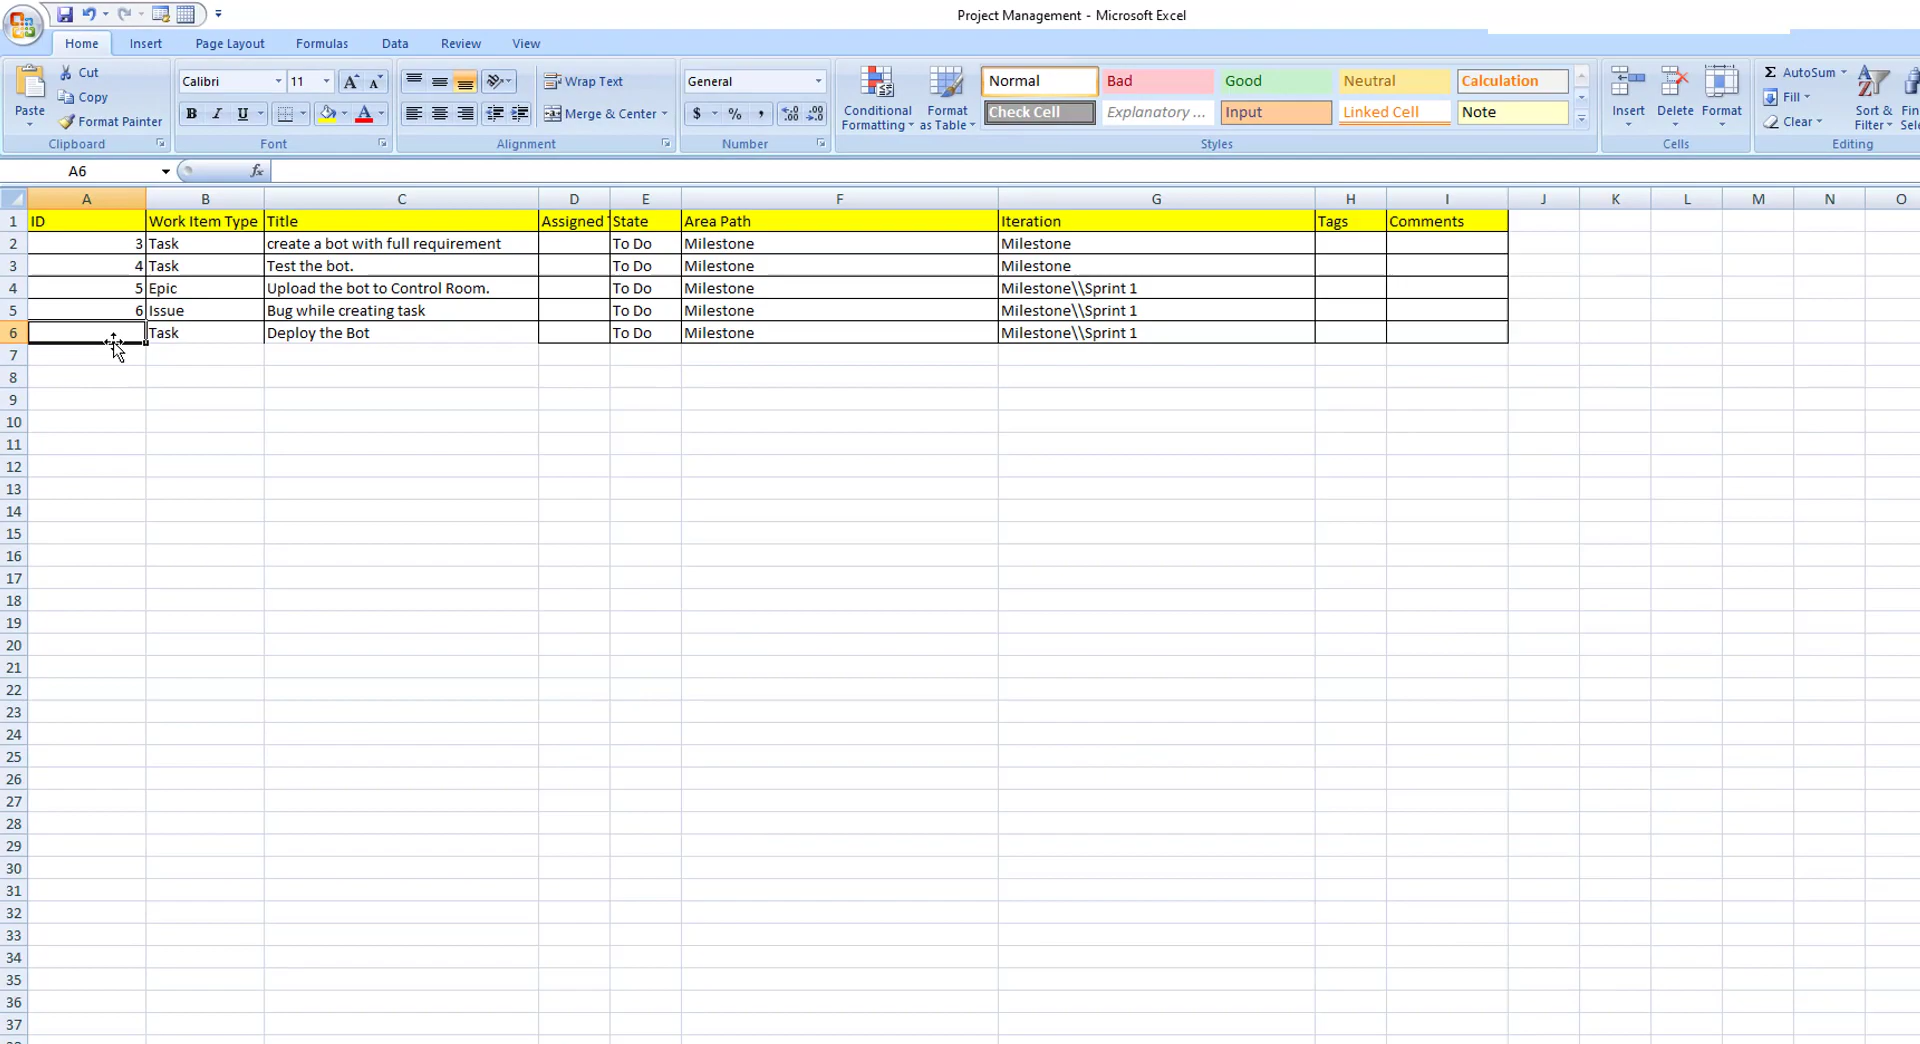 Project Management - Microsoft Excel
Home Insert Page Layout Formulas Data Review View
Paste
Cut
Copy
Format Painter
Clipboard
Calibri 11 A A
B I U A
Font
Wrap Text
Merge & Center
Alignment
General
$ % , .00 .00
Number
Conditional Formatting
Format as Table
Normal Bad Good Neutral Calculation
Check Cell Explanatory ... Input Linked Cell Note
Styles
Insert Delete Format
Cells
Σ AutoSum
Fill
Clear
Sort & Filter
Editing
A6 fx
A B C D E F G H I J K L M N O
1 ID Work Item Type Title Assigned State Area Path Iteration Tags Comments
2 3 Task create a bot with full requirement To Do Milestone Milestone
3 4 Task Test the bot. To Do Milestone Milestone
4 5 Epic Upload the bot to Control Room. To Do Milestone Milestone\\Sprint 1
5 6 Issue Bug while creating task To Do Milestone Milestone\\Sprint 1
6 Task Deploy the Bot To Do Milestone Milestone\\Sprint 1
7
8
9
10
11
12
13
14
15
16
17
18
19
20
21
22
23
24
25
26
27
28
29
30
31
32
33
34
35
36
37